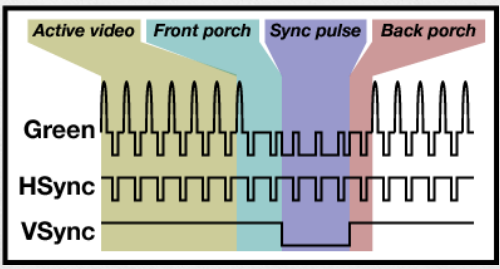 Active video Front porch Sync pulse Back porch
Green
HSync
VSync